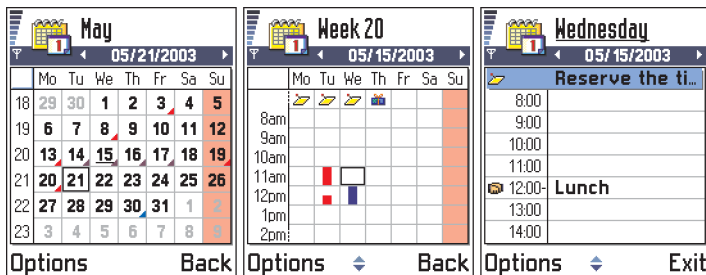 May
05/21/2003
Mo Tu We Th Fr Sa Su
18 29 30 1 2 3 4 5
19 6 7 8 9 10 11 12
20 13 14 15 16 17 18 19
21 20 21 22 23 24 25 26
22 27 28 29 30 31 1 2
23 3 4 5 6 7 8 9
Options Back
Week 20
05/15/2003
Mo Tu We Th Fr Sa Su
8am
9am
10am
11am
12pm
1pm
2pm
Options Back
Wednesday
05/15/2003
Reserve the ti...
8:00
9:00
10:00
11:00
12:00- Lunch
13:00
14:00
Options Exit